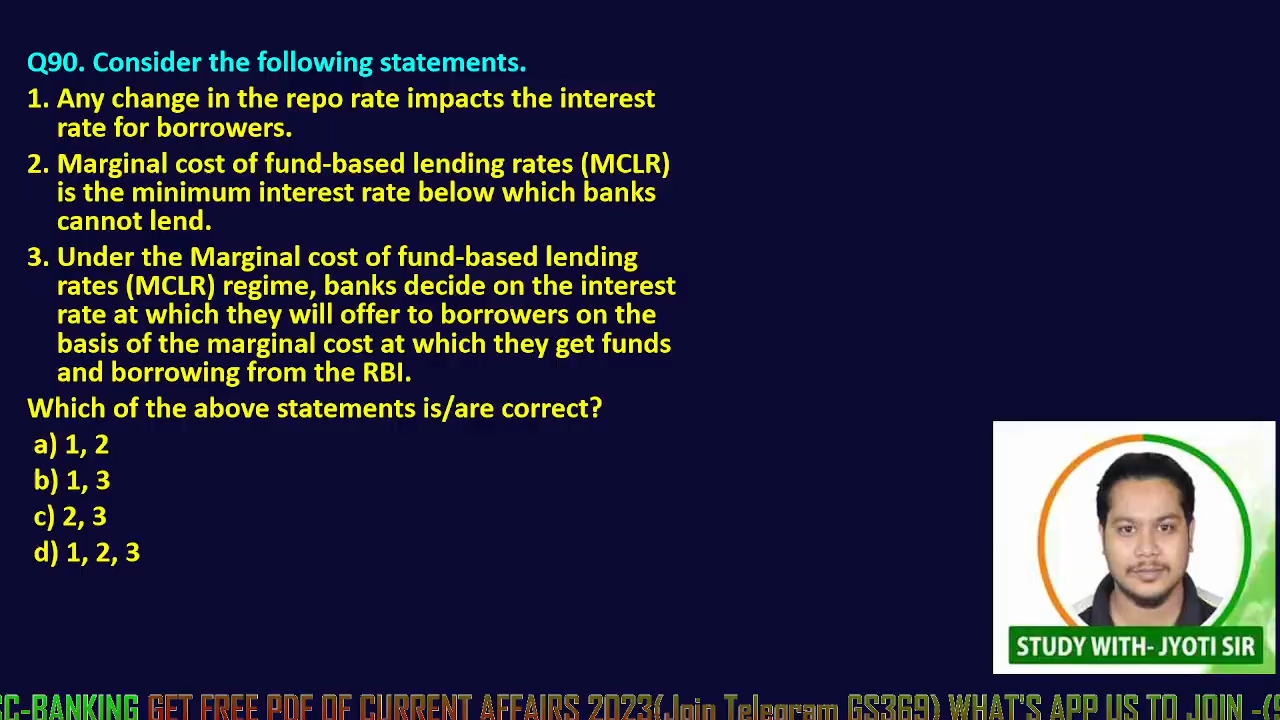 Q90. Consider the following statements.
1. Any change in the repo rate impacts the interest
rate for borrowers.
2. Marginal cost of fund-based lending rates (MCLR)
is the minimum interest rate below which banks
cannot lend.
3. Under the Marginal cost of fund-based lending
rates (MCLR) regime, banks decide on the interest
rate at which they will offer to borrowers on the
basis of the marginal cost at which they get funds
and borrowing from the RBI.
Which of the above statements is/are correct?
a) 1, 2
b) 1, 3
c) 2, 3
d) 1, 2, 3
STUDY WITH- JYOTI SIR
SC-BANKING GET FREE PDF OF CURRENT AFFAIRS 2023(Join Telegram GS369) WHAT'S APP US TO JOIN -(9